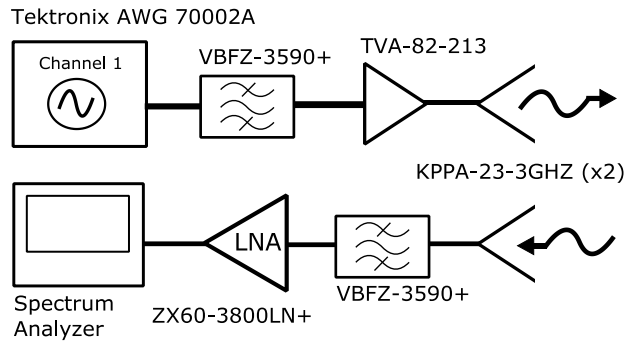 Tektronix AWG 70002A
VBFZ-3590+
TVA-82-213
Channel 1
KPPA-23-3GHZ (x2)
LNA
VBFZ-3590+
Spectrum
Analyzer
ZX60-3800LN+